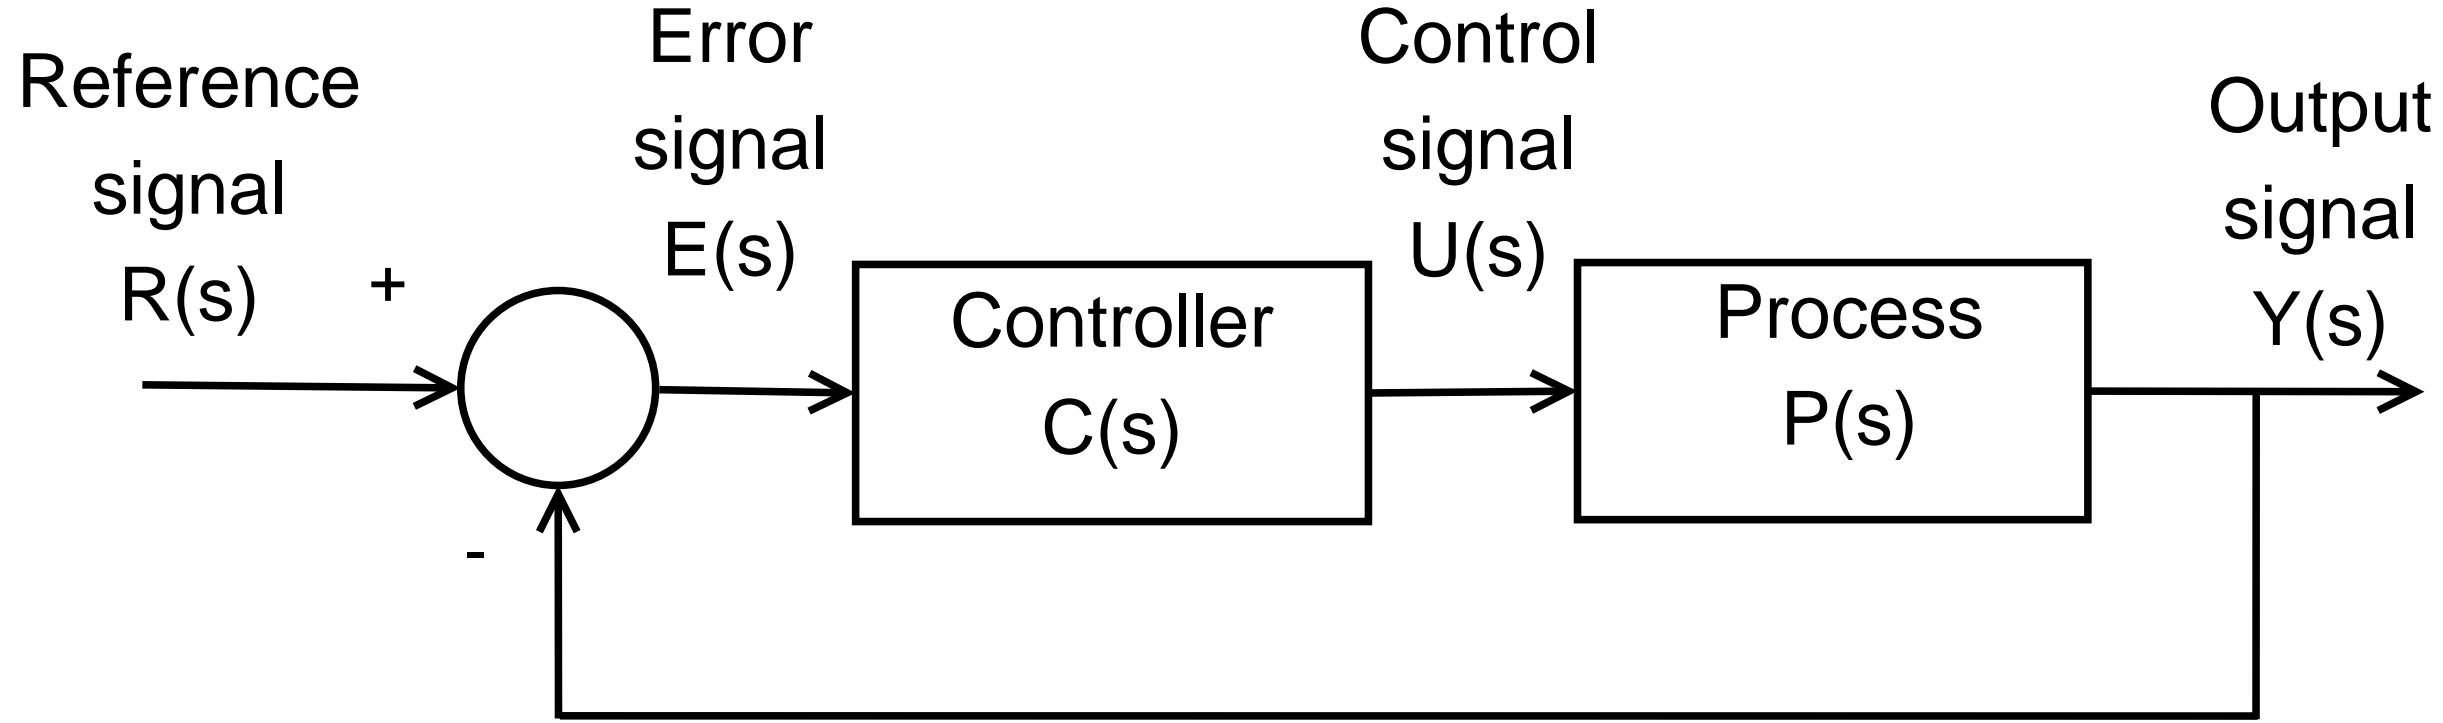 Reference
signal
R(s)
+
Error
signal
E(s)
Controller
C(s)
Control
signal
U(s)
Process
P(s)
Output
signal
Y(s)
-